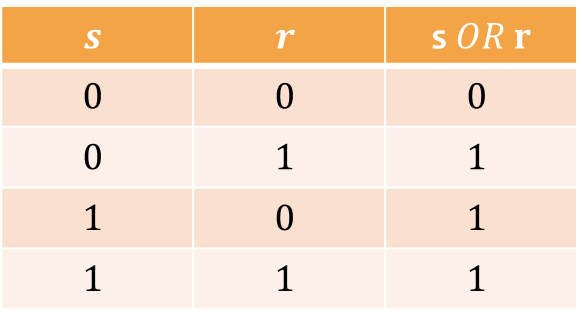 s r s OR r
0 0 0
0 1 1
1 0 1
1 1 1